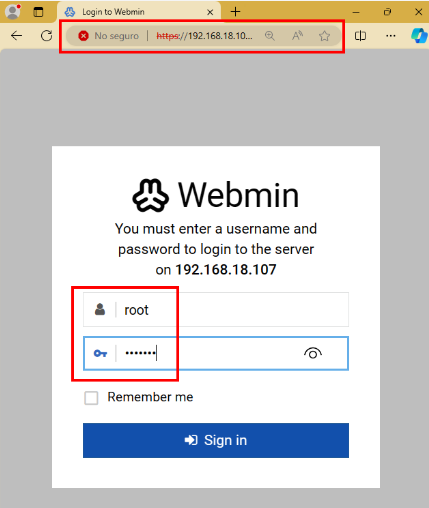 Login to Webmin
No seguro https://192.168.18.10...
Webmin
You must enter a username and
password to login to the server
on 192.168.18.107
root
•••••••
Remember me
Sign in